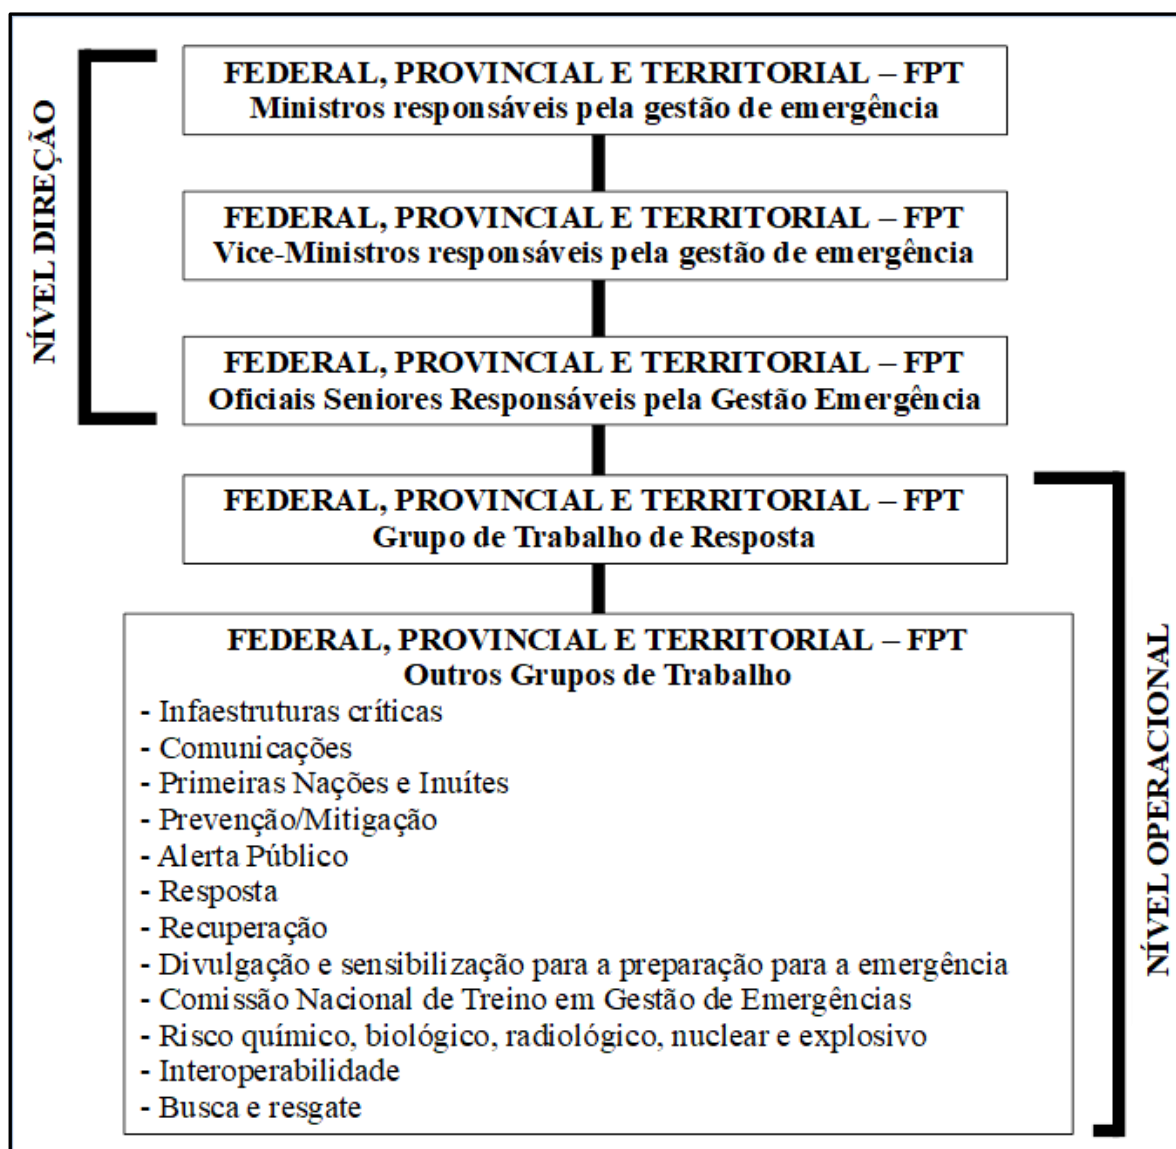 NÍVEL DIREÇÃO
FEDERAL, PROVINCIAL E TERRITORIAL – FPT
Ministros responsáveis pela gestão de emergência
FEDERAL, PROVINCIAL E TERRITORIAL – FPT
Vice-Ministros responsáveis pela gestão de emergência
FEDERAL, PROVINCIAL E TERRITORIAL – FPT
Oficiais Seniores Responsáveis pela Gestão Emergência
NÍVEL OPERACIONAL
FEDERAL, PROVINCIAL E TERRITORIAL – FPT
Grupo de Trabalho de Resposta
FEDERAL, PROVINCIAL E TERRITORIAL – FPT
Outros Grupos de Trabalho
- Infaestruturas críticas
- Comunicações
- Primeiras Nações e Inuítes
- Prevenção/Mitigação
- Alerta Público
- Resposta
- Recuperação
- Divulgação e sensibilização para a preparação para a emergência
- Comissão Nacional de Treino em Gestão de Emergências
- Risco químico, biológico, radiológico, nuclear e explosivo
- Interoperabilidade
- Busca e resgate